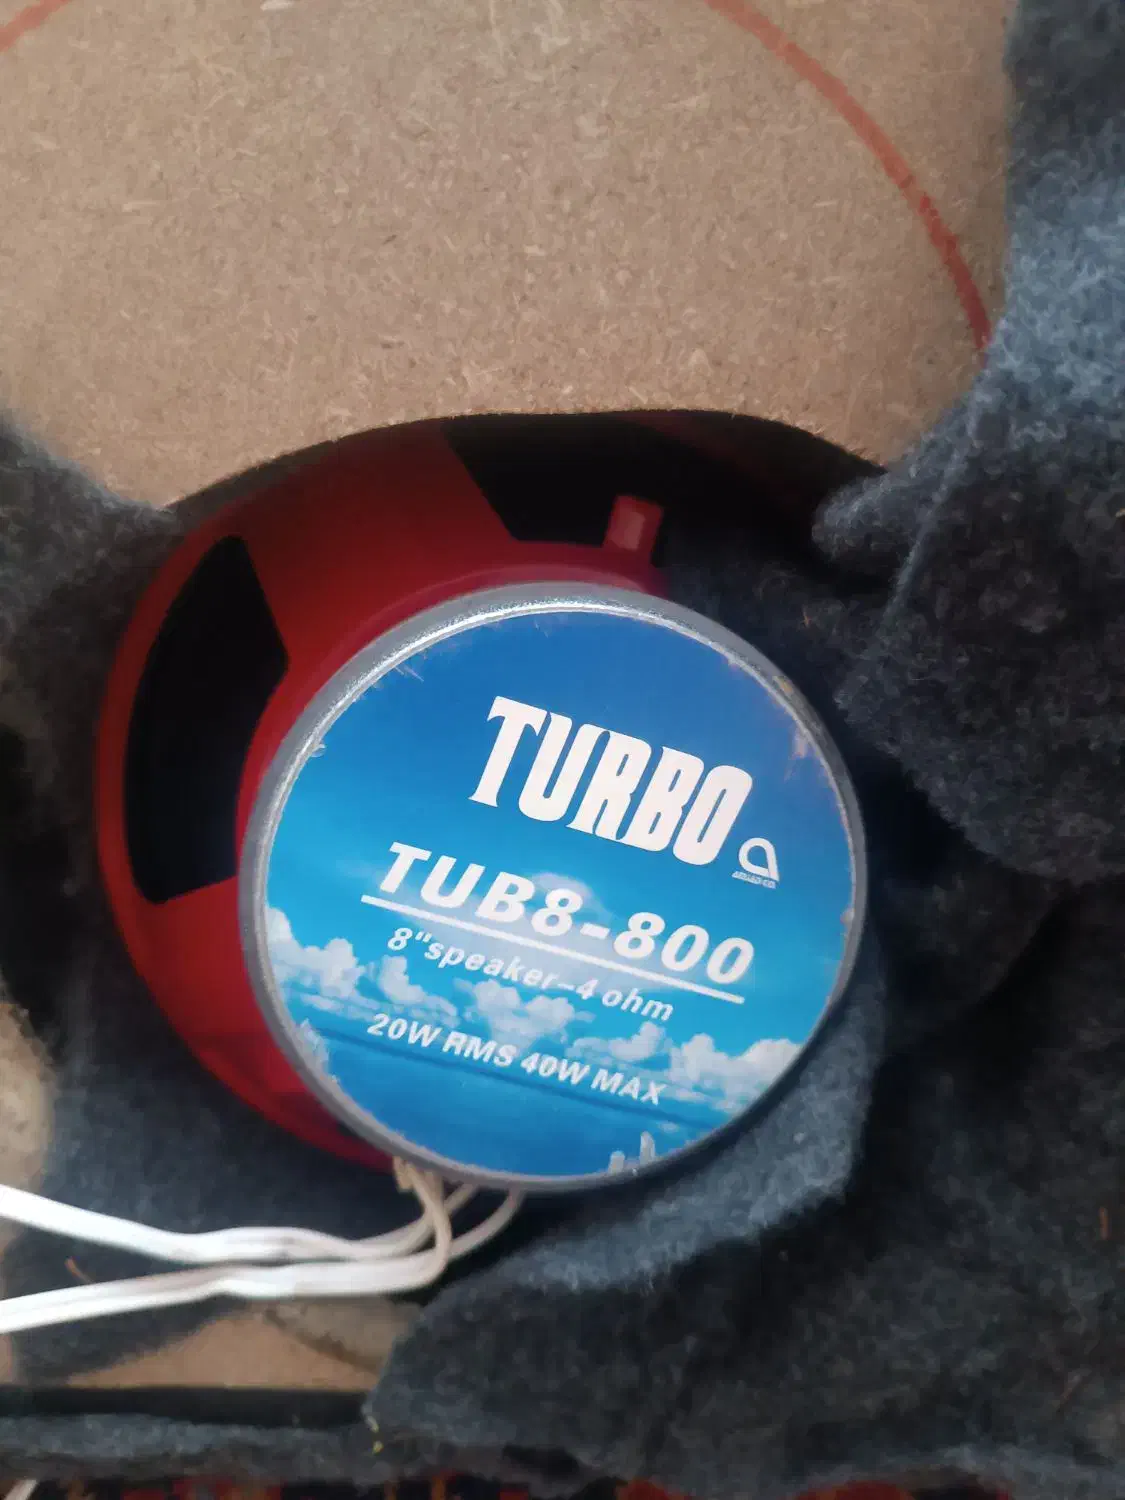 TURBO
TUB8-800
8"speaker-4 ohm
20W RMS 40W MAX